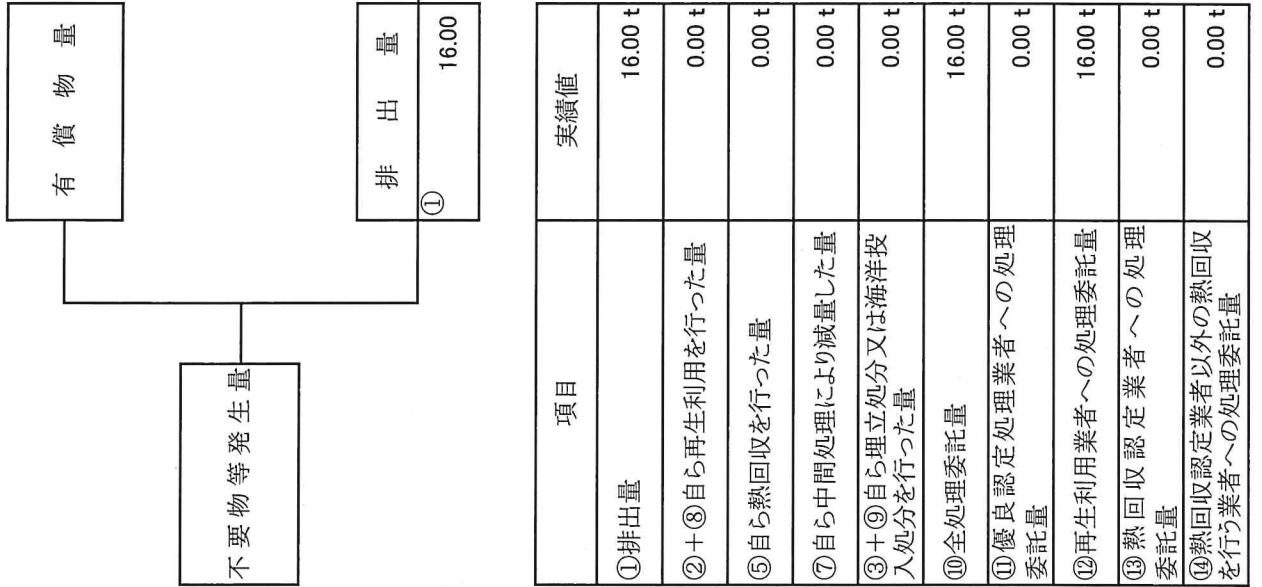 有償物量
不要物等発生量
排出量
① 16.00
項目 実績値
①排出量 16.00 t
②+⑧自ら再生利用を行った量 0.00 t
⑤自ら熱回収を行った量 0.00 t
⑦自ら中間処理により減量した量 0.00 t
③+⑨自ら埋立処分又は海洋投
入処分を行った量 0.00 t
⑩全処理委託量 16.00 t
⑪優良認定処理業者への処理
委託量 0.00 t
⑫再生利用業者への処理委託量 16.00 t
⑬熱回収認定業者への処理
委託量 0.00 t
⑭熱回収認定業者以外の熱回収
を行う業者への処理委託量 0.00 t